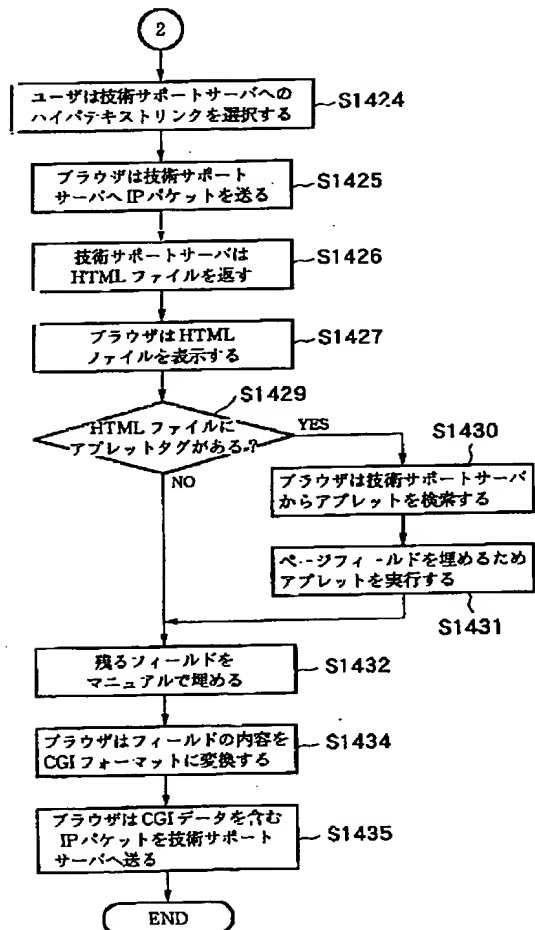 2
ユーザは技術サポートサーバへの
ハイパテキストリンクを選択する
S1424
ブラウザは技術サポート
サーバへIPパケットを送る
S1425
技術サポートサーバは
HTMLファイルを返す
S1426
ブラウザはHTML
ファイルを表示する
S1427
S1429
HTMLファイルに
アプレットタグがある?
YES
NO
S1430
ブラウザは技術サポートサーバ
からアプレットを検索する
ページフィールドを埋めるため
アプレットを実行する
S1431
残るフィールドを
マニュアルで埋める
S1432
ブラウザはフィールドの内容を
CGIフォーマットに変換する
S1434
ブラウザはCGIデータを含む
IPパケットを技術サポート
サーバへ送る
S1435
END